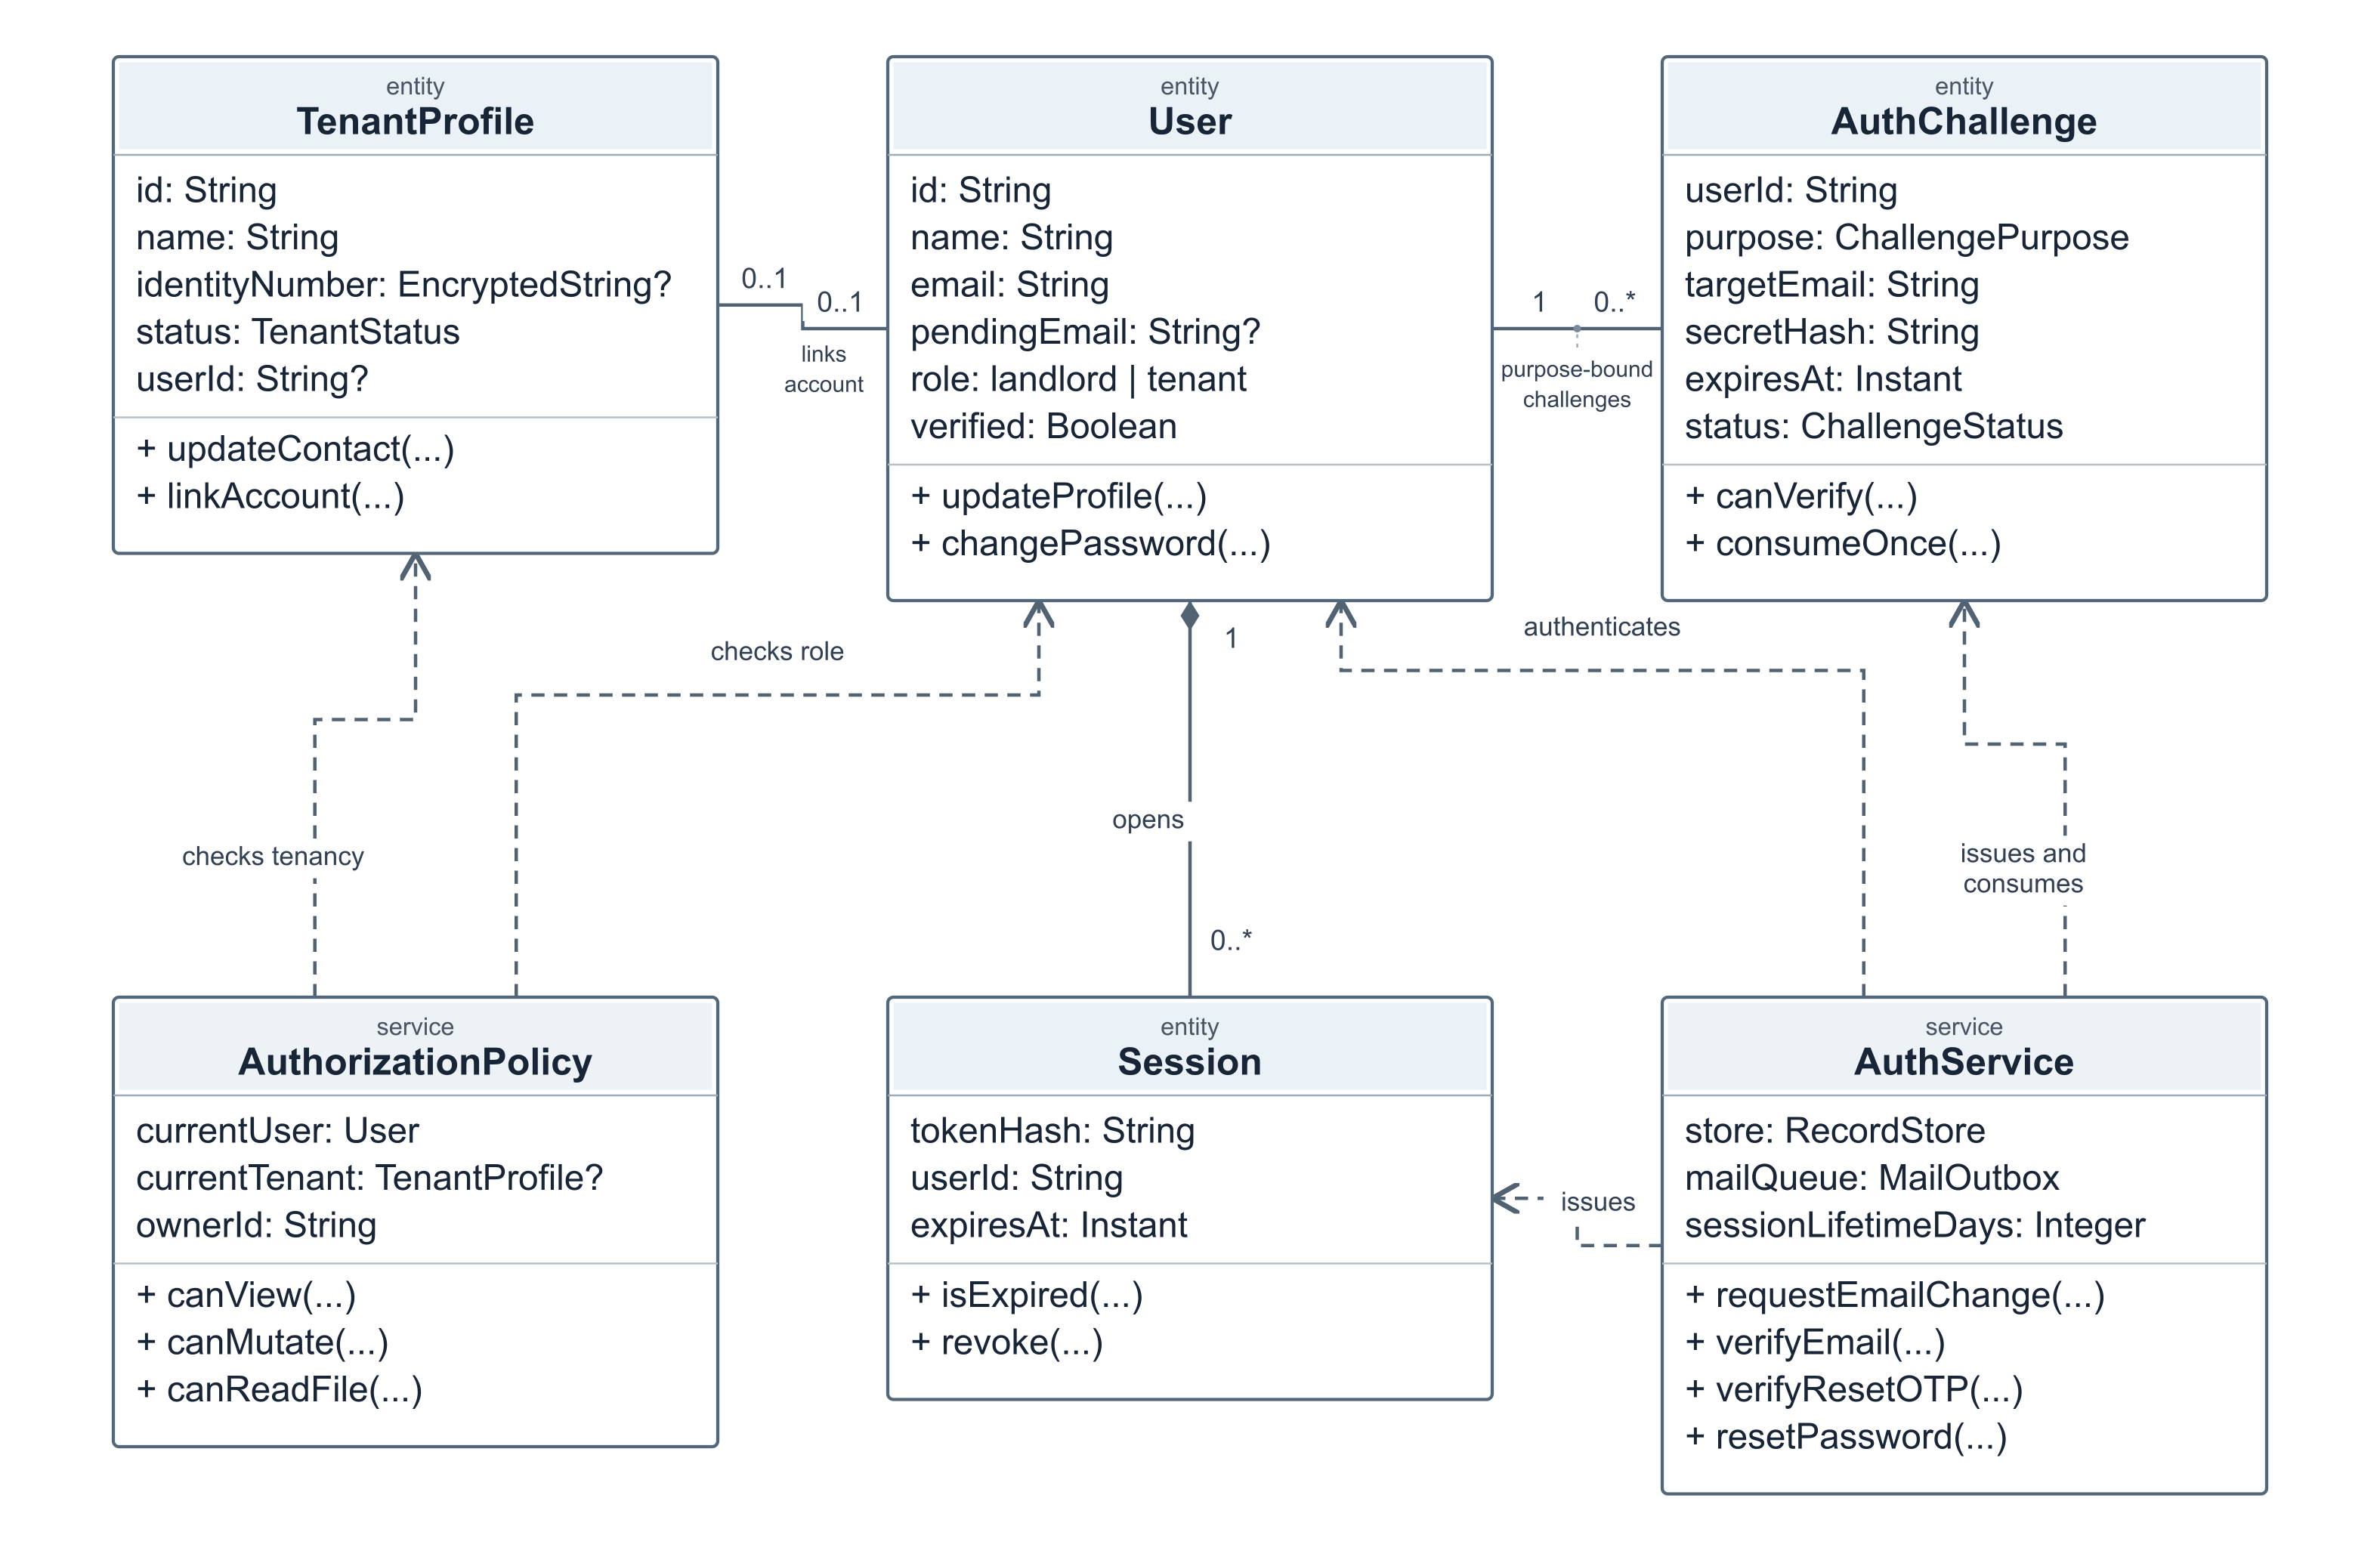 entity
TenantProfile
id: String
name: String
identityNumber: EncryptedString?
status: TenantStatus
userId: String?
+ updateContact(...)
+ linkAccount(...)
0..1
0..1
links
account
entity
User
id: String
name: String
email: String
pendingEmail: String?
role: landlord | tenant
verified: Boolean
+ updateProfile(...)
+ changePassword(...)
1
0..*
purpose-bound
challenges
entity
AuthChallenge
userId: String
purpose: ChallengePurpose
targetEmail: String
secretHash: String
expiresAt: Instant
status: ChallengeStatus
+ canVerify(...)
+ consumeOnce(...)
checks role
1
authenticates
checks tenancy
opens
0..*
issues and
consumes
service
AuthorizationPolicy
currentUser: User
currentTenant: TenantProfile?
ownerId: String
+ canView(...)
+ canMutate(...)
+ canReadFile(...)
entity
Session
tokenHash: String
userId: String
expiresAt: Instant
+ isExpired(...)
+ revoke(...)
issues
service
AuthService
store: RecordStore
mailQueue: MailOutbox
sessionLifetimeDays: Integer
+ requestEmailChange(...)
+ verifyEmail(...)
+ verifyResetOTP(...)
+ resetPassword(...)